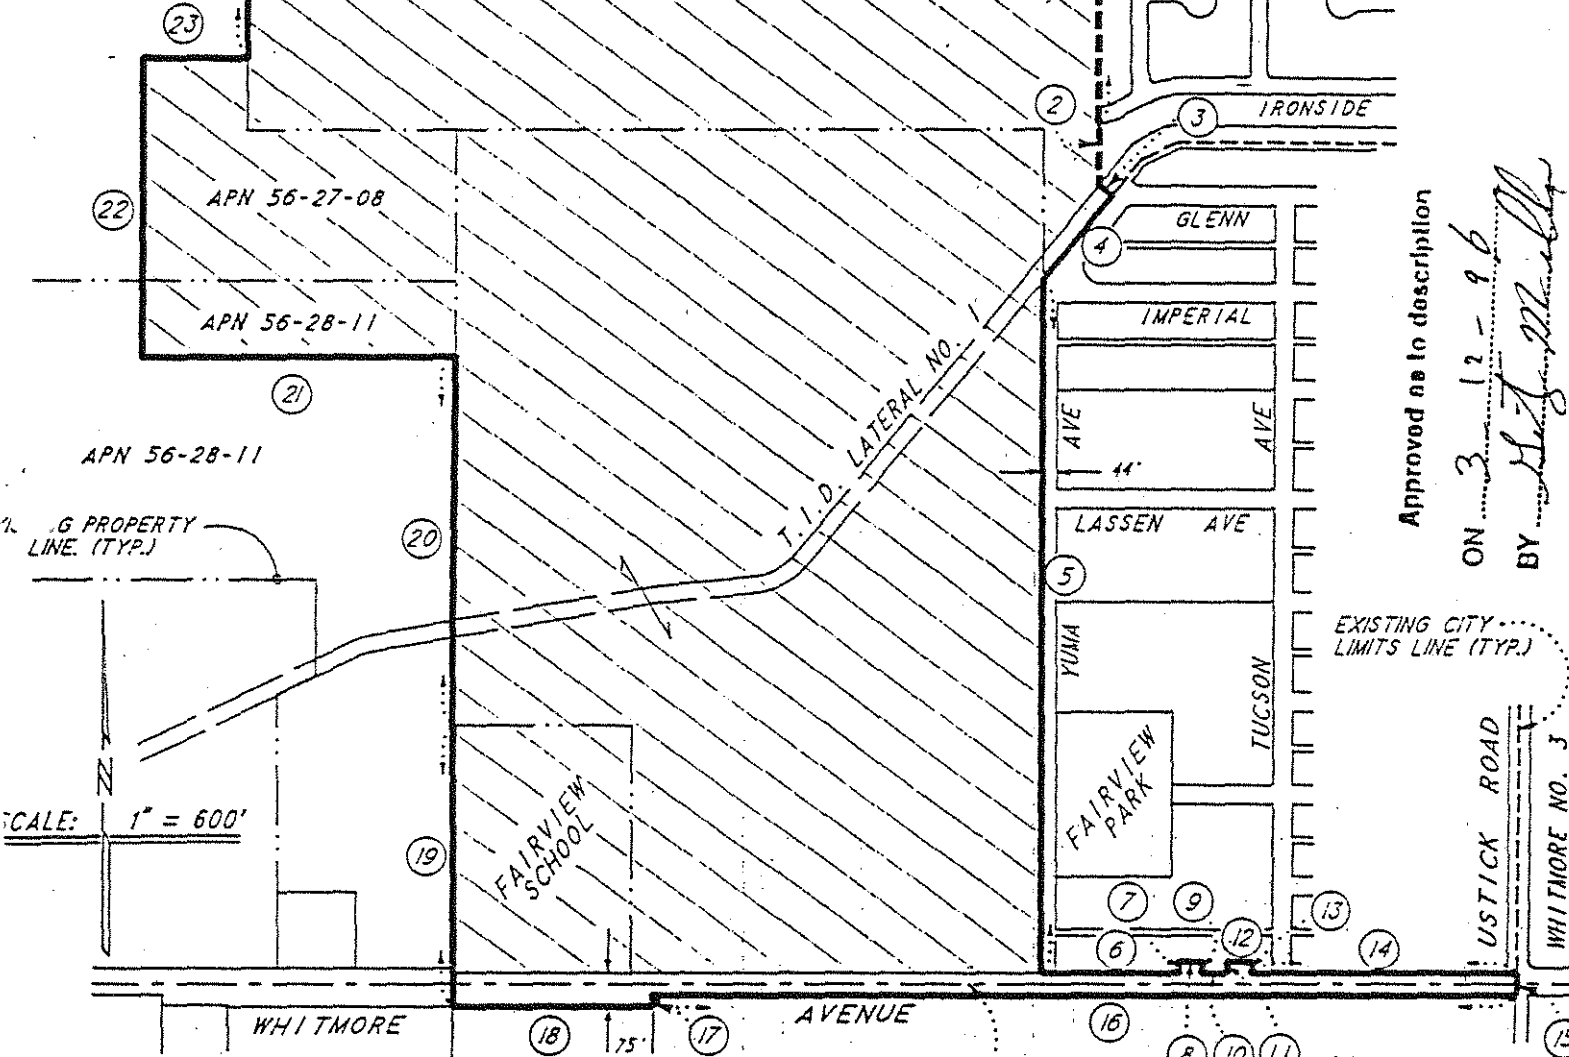 23
2
3
IRONSIDE
APN 56-27-08
22
GLENN
4
APN 56-28-11
IMPERIAL
21
T. I. D. LATERAL NO. 1
AVE
AVE
APN 56-28-11
44'
G PROPERTY
LINE. (TYP.)
20
LASSEN AVE
5
YUMA
TUCSON
Approved as to description
ON 3-12-96
BY
EXISTING CITY
LIMITS LINE (TYP.)
N
SCALE: 1" = 600'
19
FAIRVIEW
SCHOOL
FAIRVIEW
PARK
USTICK ROAD
WHITMORE NO. 3
7
9
13
6
12
14
WHITMORE AVENUE
18
75'
17
16
8
10
11
15